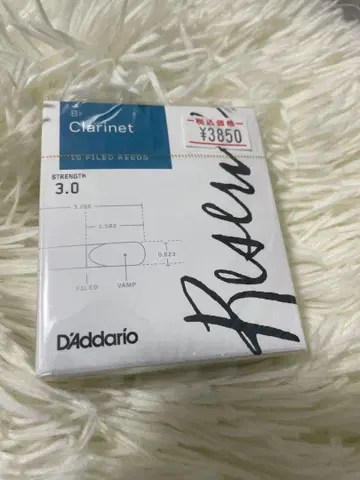 B♭
Clarinet
税込価格
¥3850
10 FILED REEDS
STRENGTH
3.0
Reserve
FILED
VAMP
D'Addario